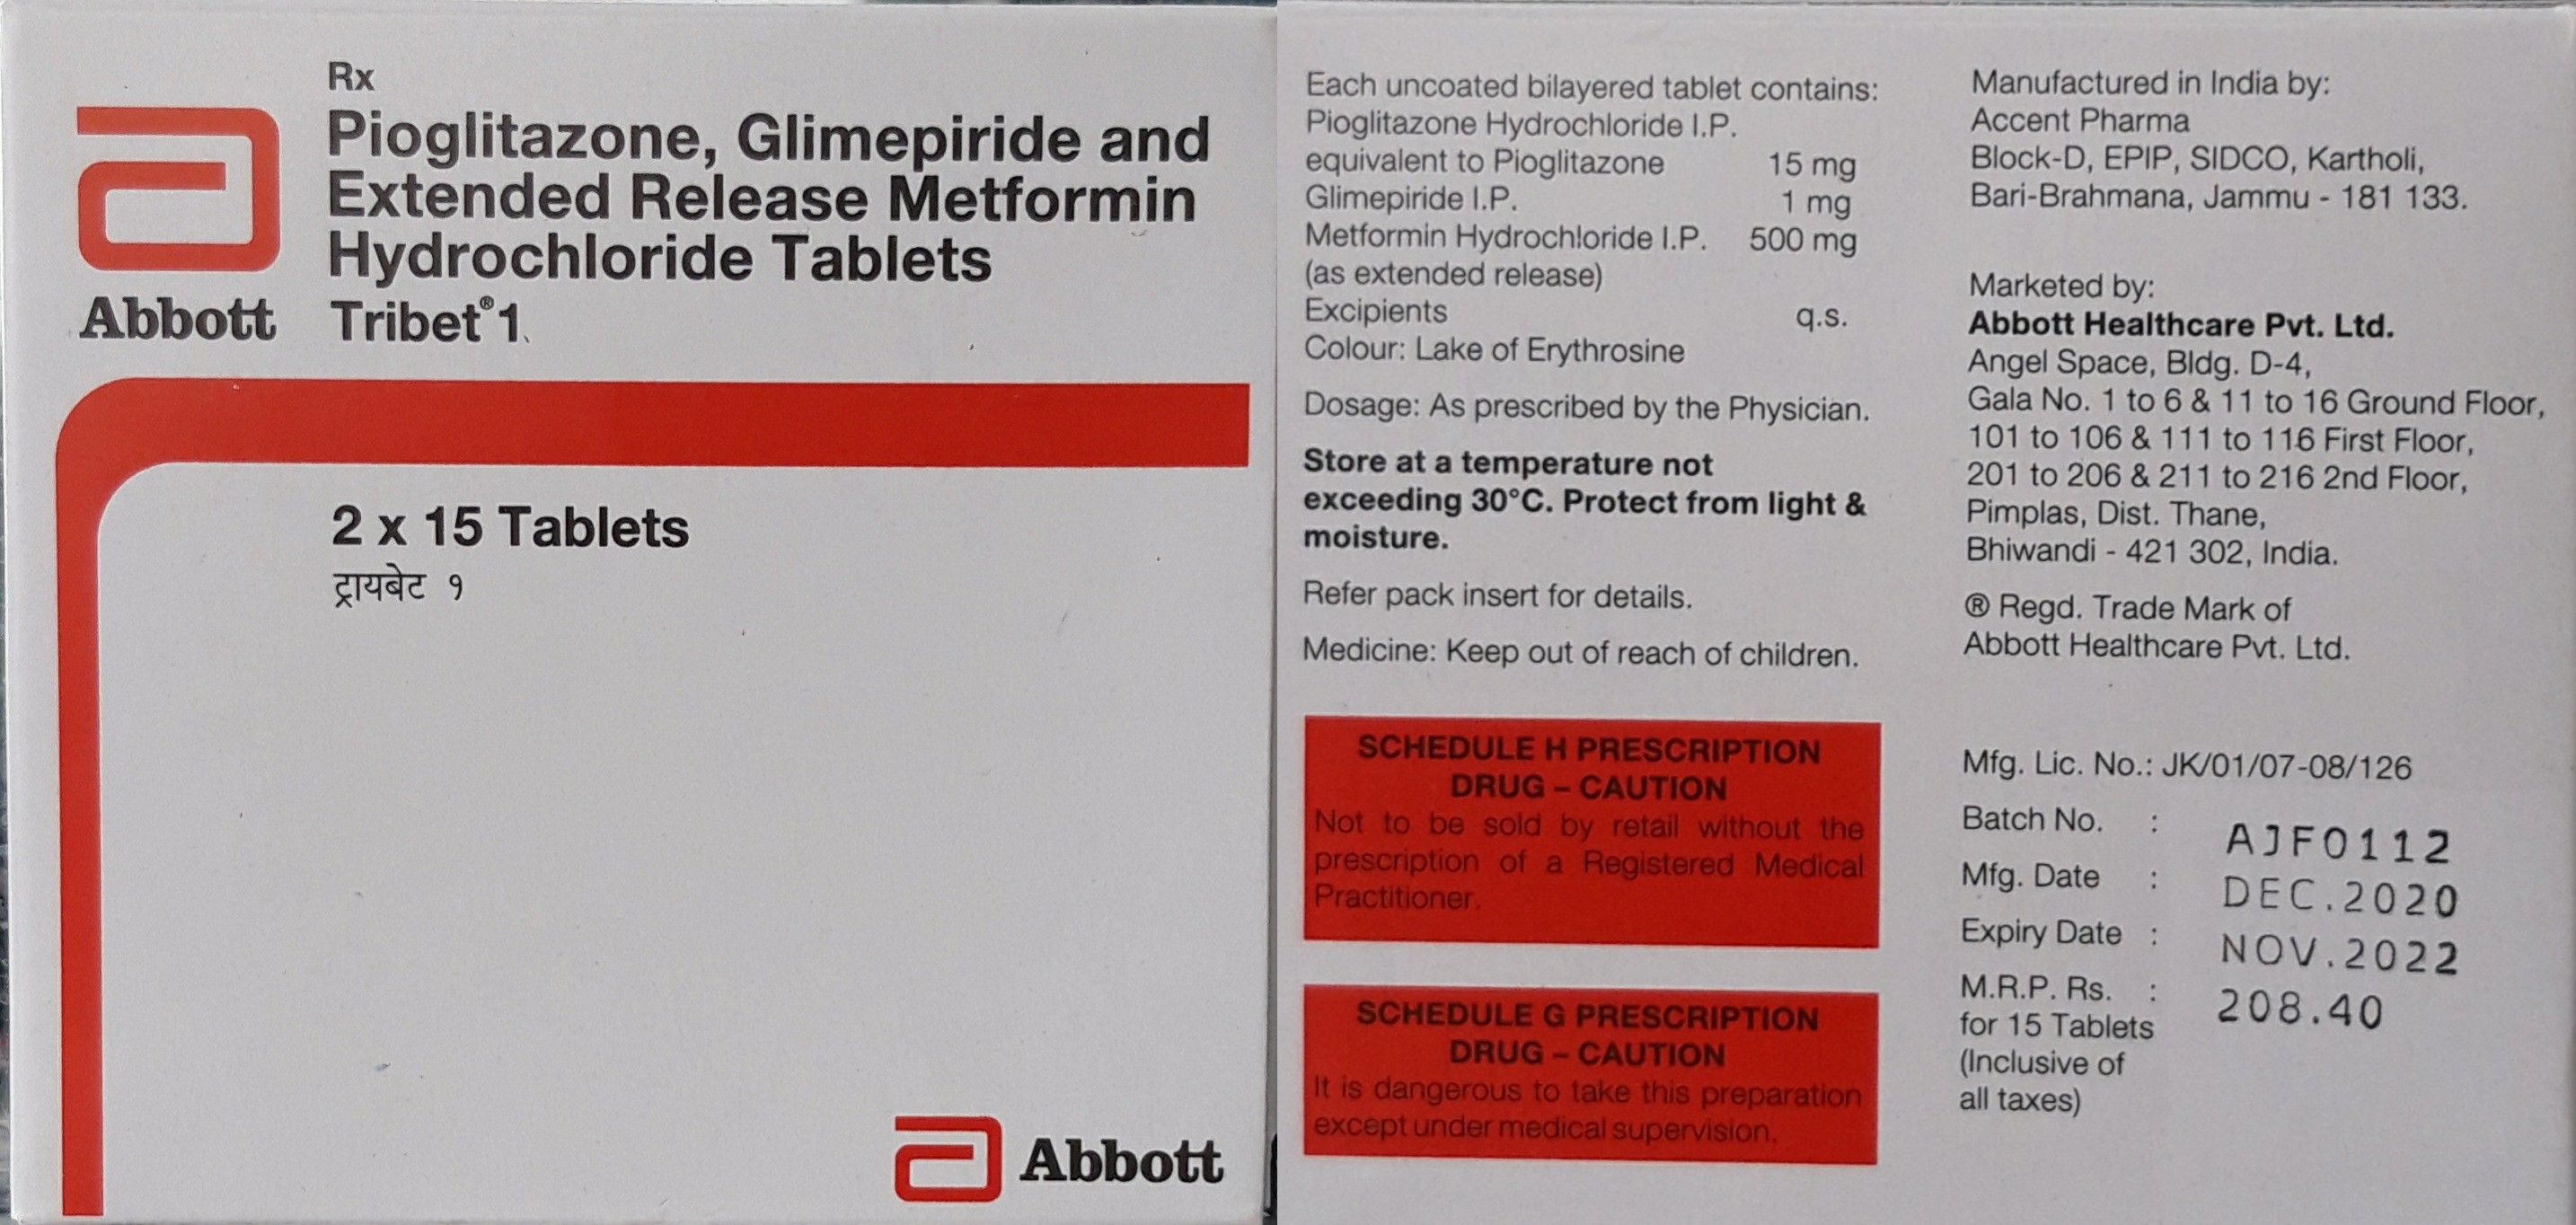 Rx
Pioglitazone, Glimepiride and
Extended Release Metformin
Hydrochloride Tablets
Tribet®1
Abbott
2 x 15 Tablets
ट्रायबेट १
Abbott
Each uncoated bilayered tablet contains:
Pioglitazone Hydrochloride I.P.
equivalent to Pioglitazone 15 mg
Glimepiride I.P. 1 mg
Metformin Hydrochloride I.P. 500 mg
(as extended release)
Excipients q.s.
Colour: Lake of Erythrosine
Dosage: As prescribed by the Physician.
Store at a temperature not
exceeding 30°C. Protect from light &
moisture.
Refer pack insert for details.
Medicine: Keep out of reach of children.
SCHEDULE H PRESCRIPTION
DRUG – CAUTION
Not to be sold by retail without the
prescription of a Registered Medical
Practitioner.
SCHEDULE G PRESCRIPTION
DRUG – CAUTION
It is dangerous to take this preparation
except under medical supervision.
Manufactured in India by:
Accent Pharma
Block-D, EPIP, SIDCO, Kartholi,
Bari-Brahmana, Jammu - 181 133.
Marketed by:
Abbott Healthcare Pvt. Ltd.
Angel Space, Bldg. D-4,
Gala No. 1 to 6 & 11 to 16 Ground Floor,
101 to 106 & 111 to 116 First Floor,
201 to 206 & 211 to 216 2nd Floor,
Pimplas, Dist. Thane,
Bhiwandi - 421 302, India.
® Regd. Trade Mark of
Abbott Healthcare Pvt. Ltd.
Mfg. Lic. No.: JK/01/07-08/126
Batch No. : AJF0112
Mfg. Date : DEC.2020
Expiry Date : NOV.2022
M.R.P. Rs. : 208.40
for 15 Tablets
(Inclusive of
all taxes)